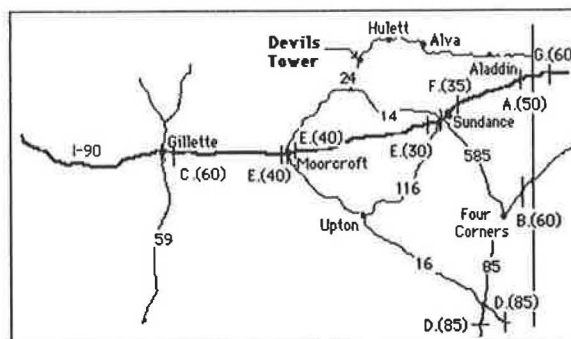 Hulett
Alva
Devils
Tower
G.(60
Aladdin
24
F.(35)
A.(50)
14
Sundance
Gillette
E.(40)
I-90
Moorcroft
E.(30)
585
C.(60)
E.(40)
116
Upton
Four
Corners
B.(60)
59
16
85
D.(85)
D.(85)